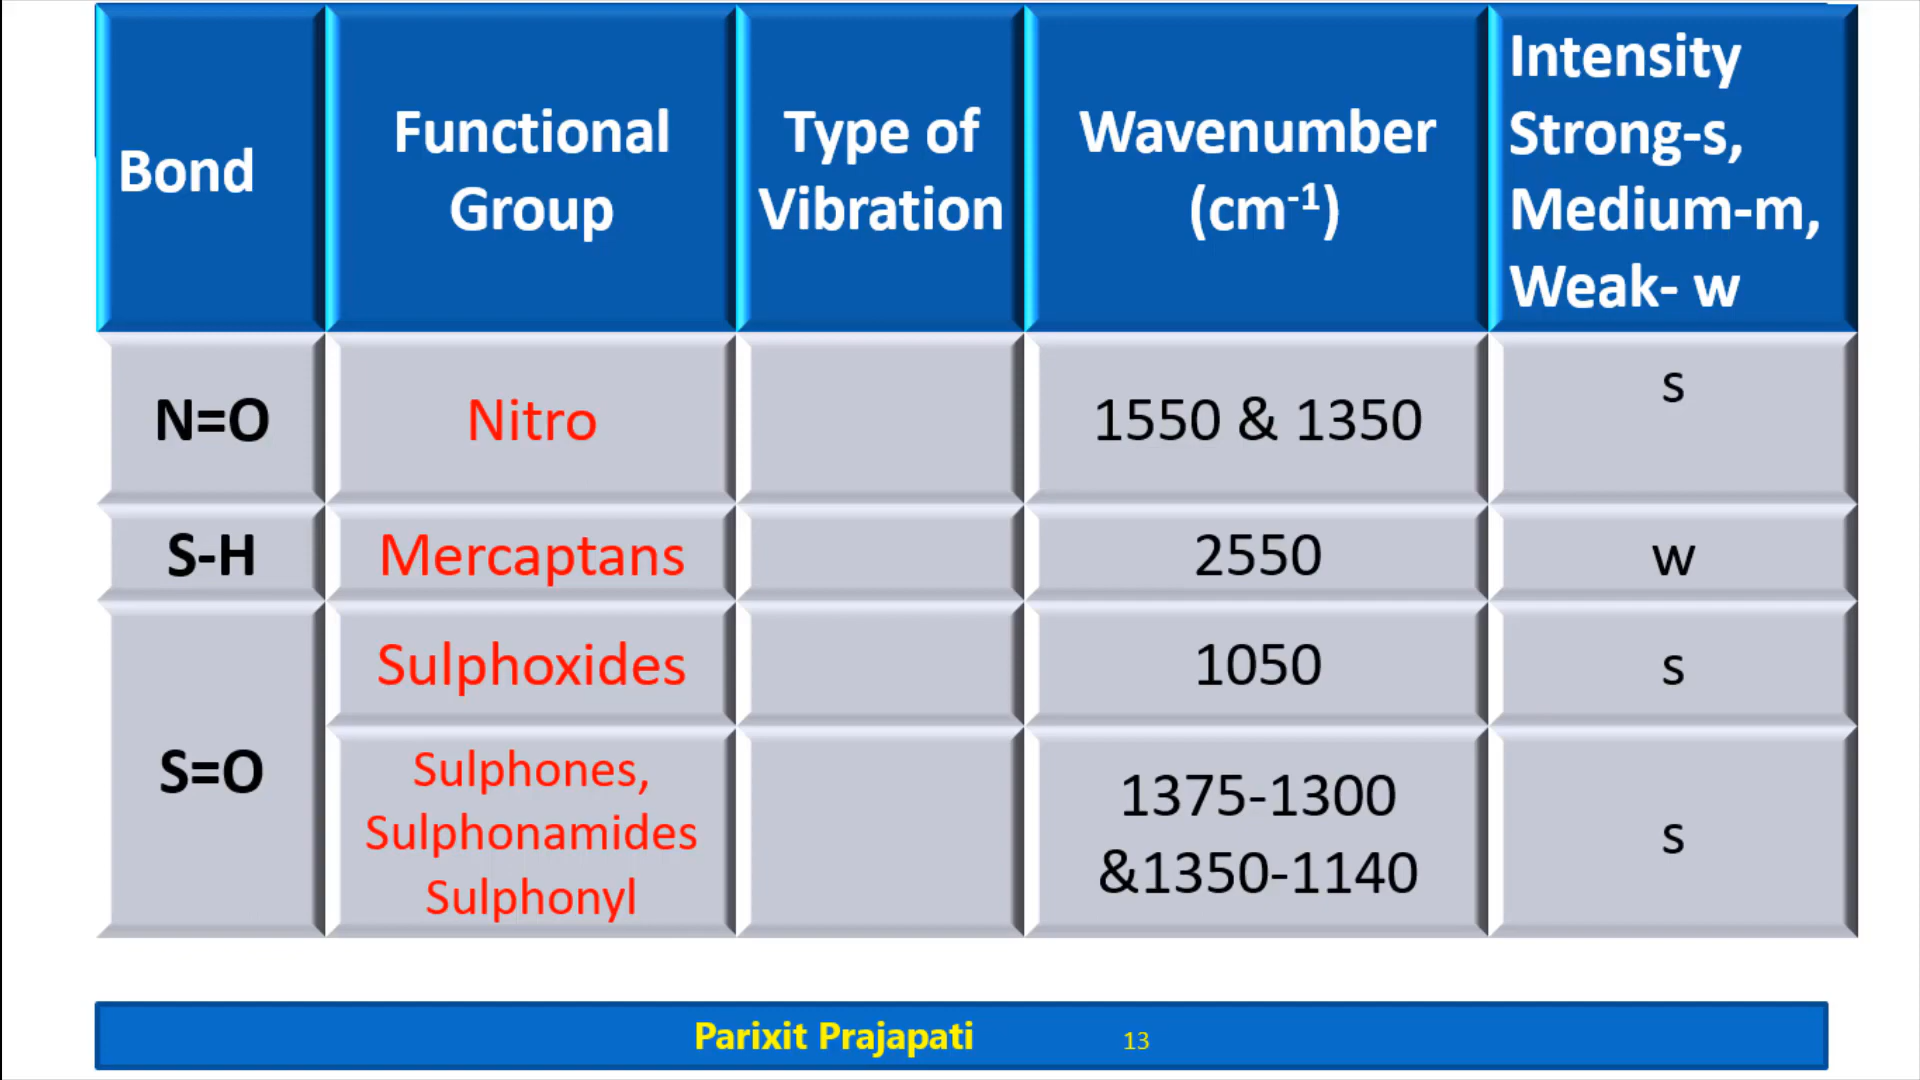 Bond
Functional
Group
Type of
Vibration
Wavenumber
(cm⁻¹)
Intensity
Strong-s,
Medium-m,
Weak- w
N=O
Nitro
1550 & 1350
s
S-H
Mercaptans
2550
w
S=O
Sulphoxides
1050
s
Sulphones,
Sulphonamides
Sulphonyl
1375-1300
&1350-1140
s
Parixit Prajapati
13